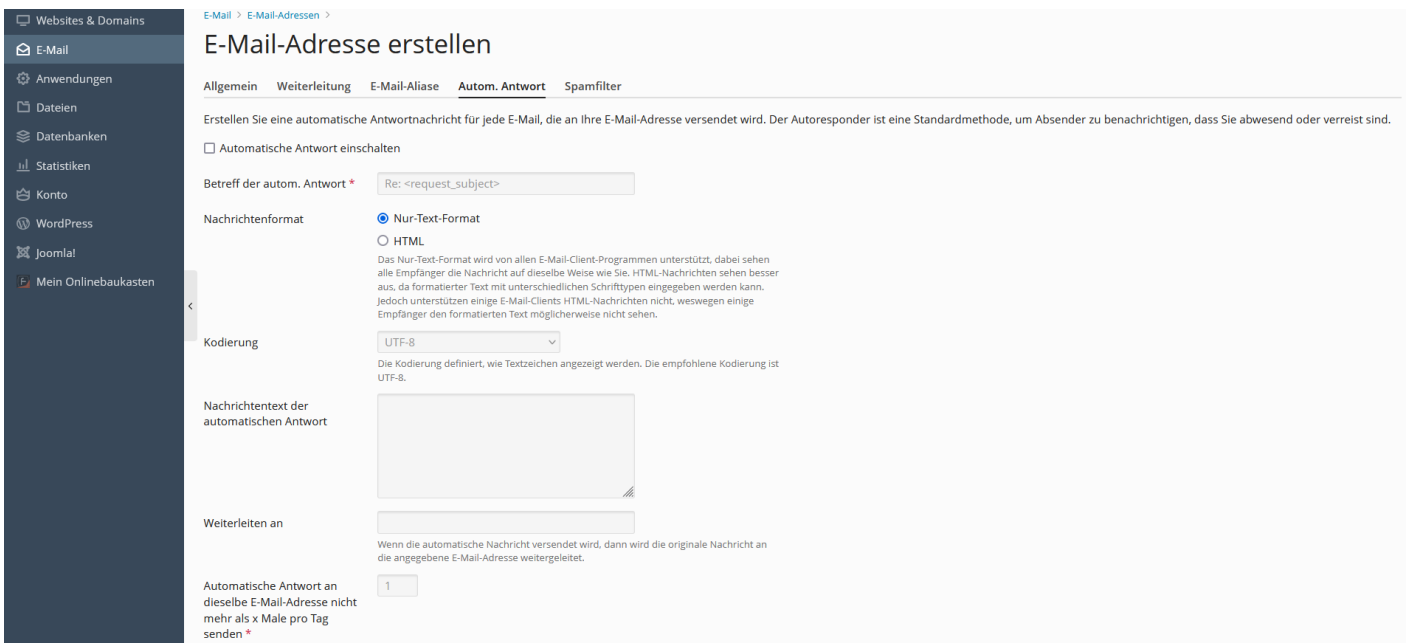 Websites & Domains
E-Mail
Anwendungen
Dateien
Datenbanken
Statistiken
Konto
WordPress
Joomla!
Mein Onlinebaukasten
E-Mail > E-Mail-Adressen >
E-Mail-Adresse erstellen
Allgemein Weiterleitung E-Mail-Aliase Autom. Antwort Spamfilter
Erstellen Sie eine automatische Antwortnachricht für jede E-Mail, die an Ihre E-Mail-Adresse versendet wird. Der Autoresponder ist eine Standardmethode, um Absender zu benachrichtigen, dass Sie abwesend oder verreist sind.
Automatische Antwort einschalten
Betreff der autom. Antwort * Re: <request_subject>
Nachrichtenformat Nur-Text-Format
HTML
Das Nur-Text-Format wird von allen E-Mail-Client-Programmen unterstützt, dabei sehen
alle Empfänger die Nachricht auf dieselbe Weise wie Sie. HTML-Nachrichten sehen besser
aus, da formatierter Text mit unterschiedlichen Schrifttypen eingegeben werden kann.
Jedoch unterstützen einige E-Mail-Clients HTML-Nachrichten nicht, weswegen einige
Empfänger den formatierten Text möglicherweise nicht sehen.
Kodierung UTF-8
Die Kodierung definiert, wie Textzeichen angezeigt werden. Die empfohlene Kodierung ist
UTF-8.
Nachrichtentext der
automatischen Antwort
Weiterleiten an
Wenn die automatische Nachricht versendet wird, dann wird die originale Nachricht an
die angegebene E-Mail-Adresse weitergeleitet.
Automatische Antwort an 1
dieselbe E-Mail-Adresse nicht
mehr als x Male pro Tag
senden *